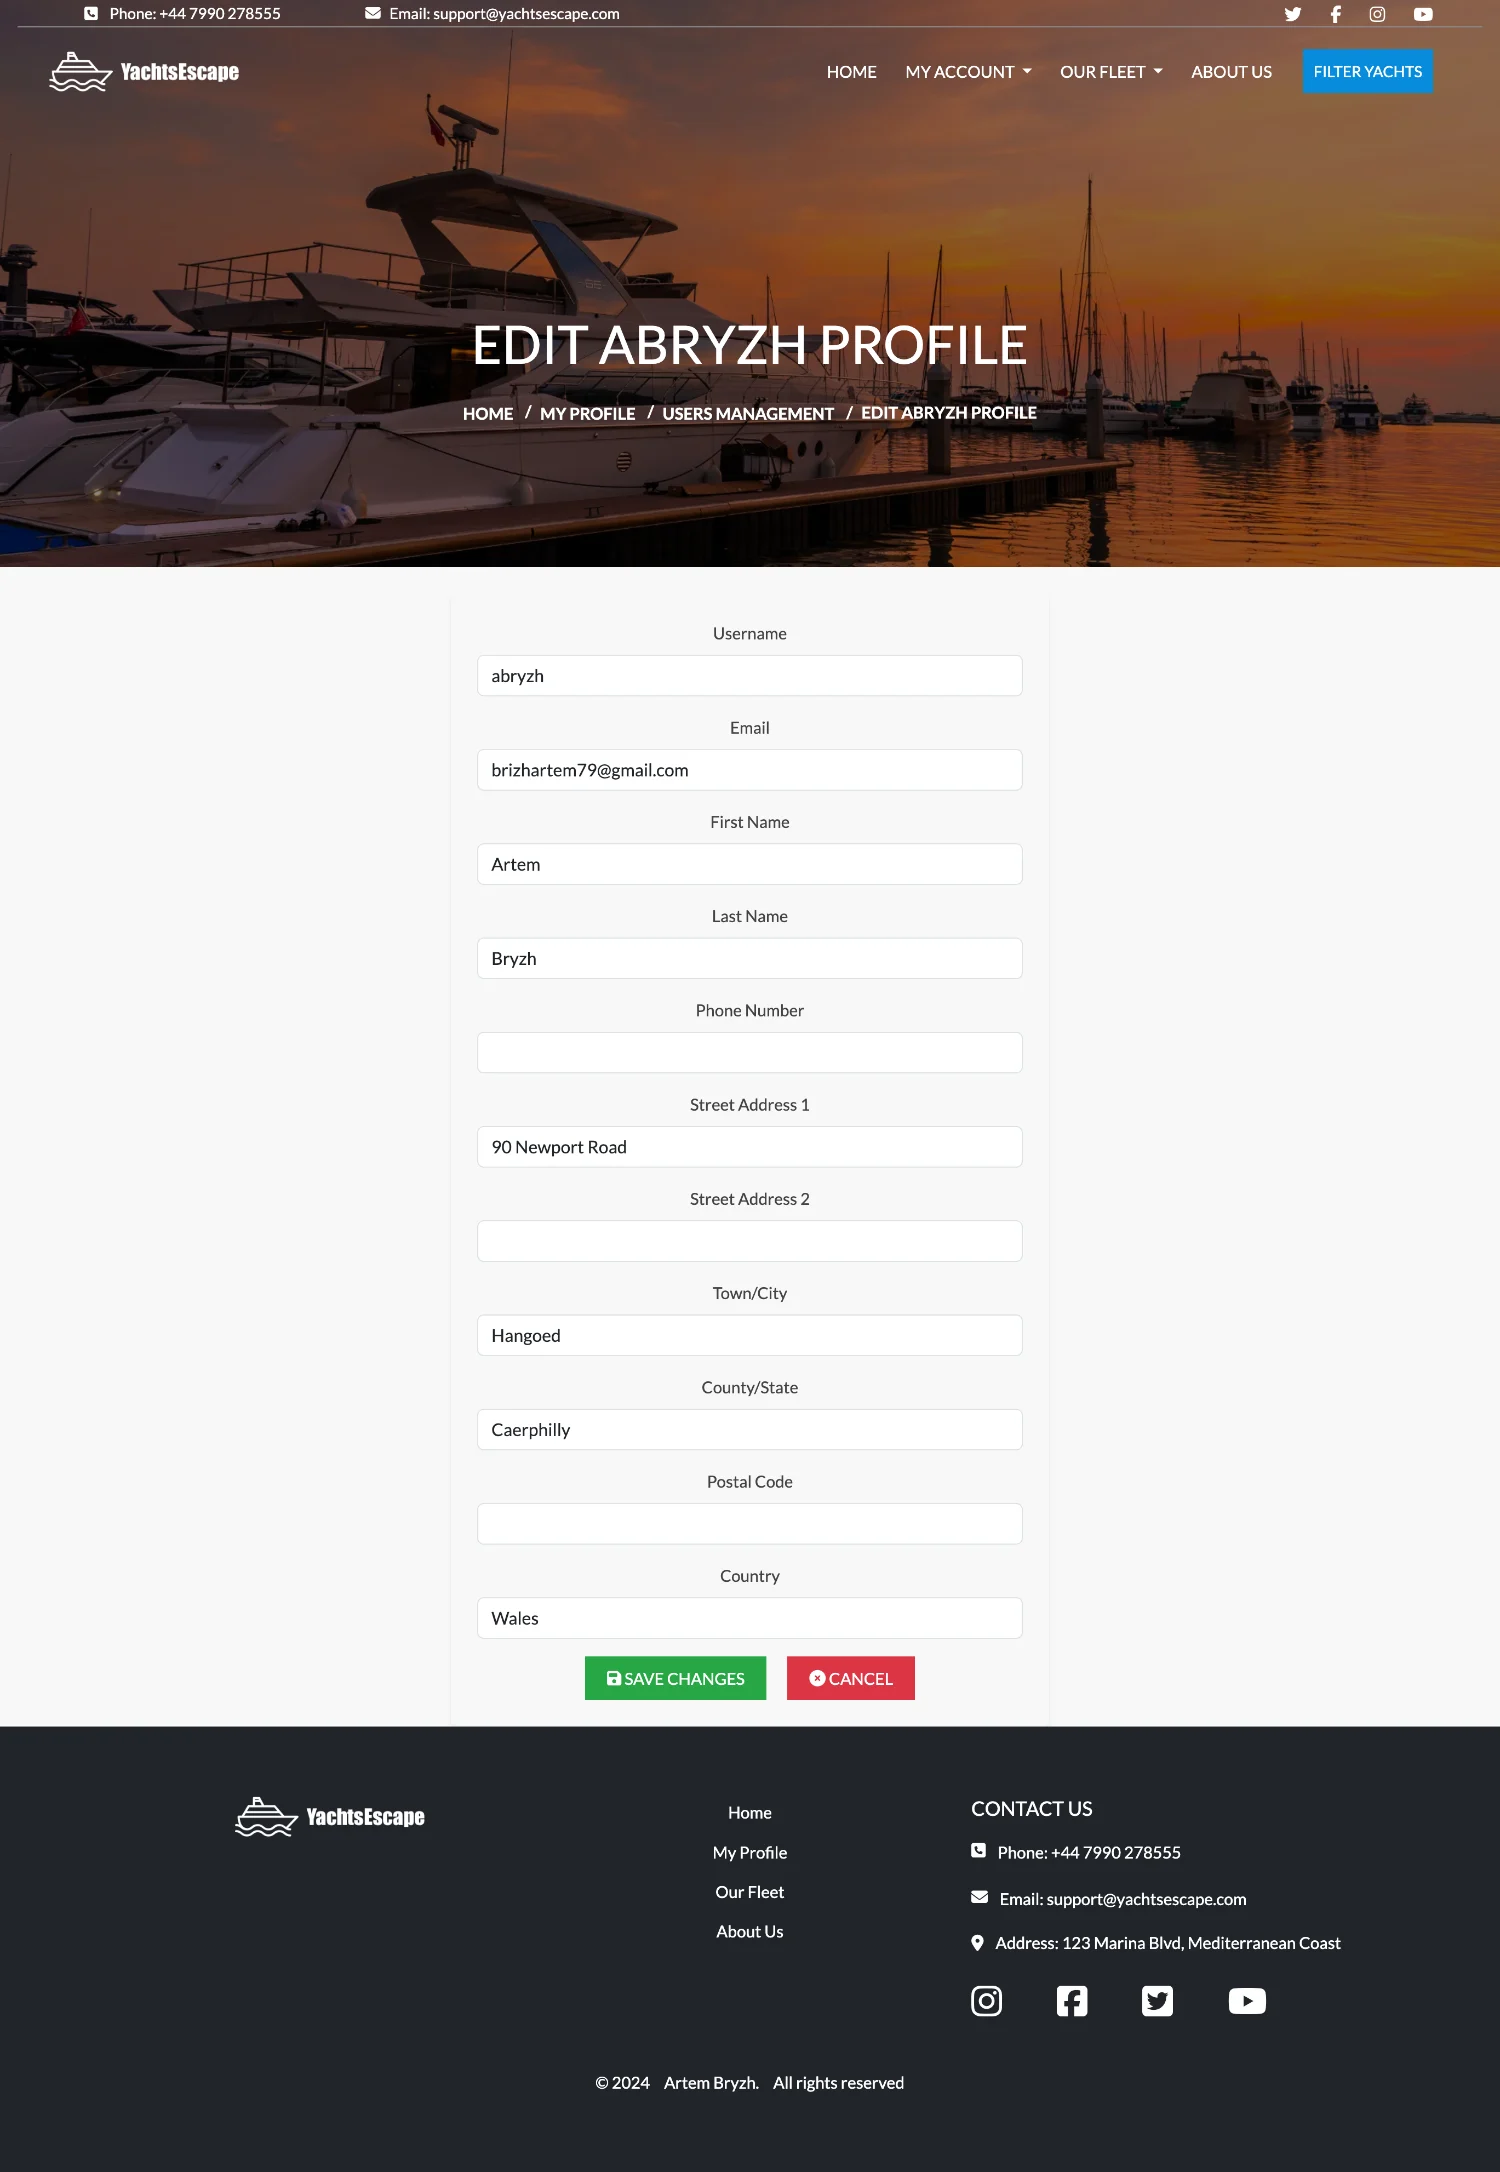 Phone: +44 7990 278555 Email: support@yachtsescape.com
YachtsEscape HOME MY ACCOUNT OUR FLEET ABOUT US FILTER YACHTS
EDIT ABRYZH PROFILE
HOME / MY PROFILE / USERS MANAGEMENT / EDIT ABRYZH PROFILE
Username
abryzh
Email
brizhartem79@gmail.com
First Name
Artem
Last Name
Bryzh
Phone Number
Street Address 1
90 Newport Road
Street Address 2
Town/City
Hangoed
County/State
Caerphilly
Postal Code
Country
Wales
SAVE CHANGES CANCEL
YachtsEscape
Home
My Profile
Our Fleet
About Us
CONTACT US
Phone: +44 7990 278555
Email: support@yachtsescape.com
Address: 123 Marina Blvd, Mediterranean Coast
© 2024 Artem Bryzh. All rights reserved